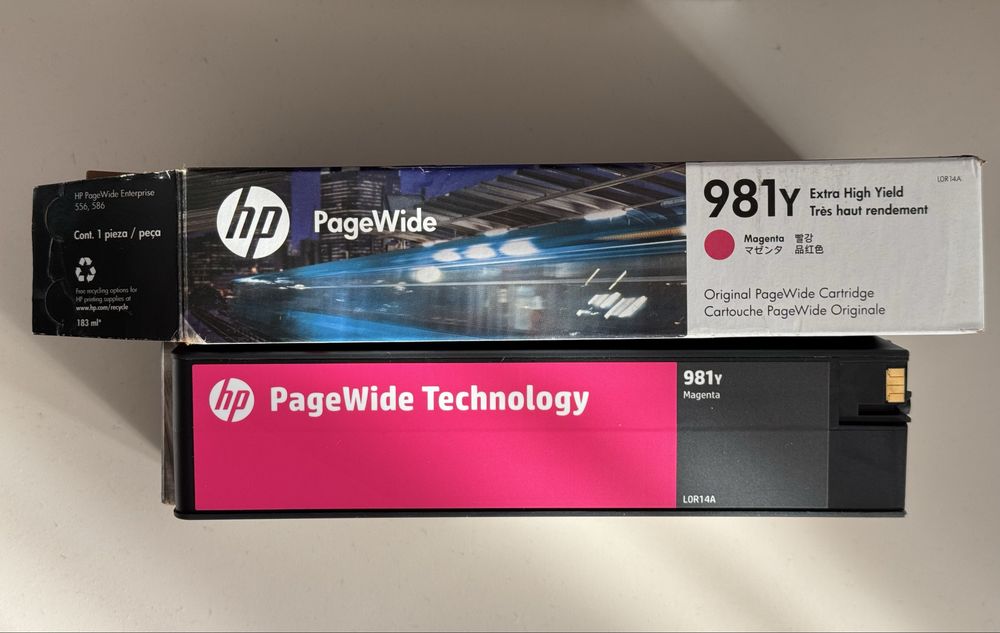 HP PageWide Enterprise
556, 586
Cont. 1 pieza / peça
Free recycling options for
HP printing supplies at
www.hp.com/recycle
183 ml*
hp
PageWide
981Y
Extra High Yield
Très haut rendement
L0R14A
Magenta 빨강
マゼンタ 品红色
Original PageWide Cartridge
Cartouche PageWide Originale
hp
PageWide Technology
981Y
Magenta
L0R14A